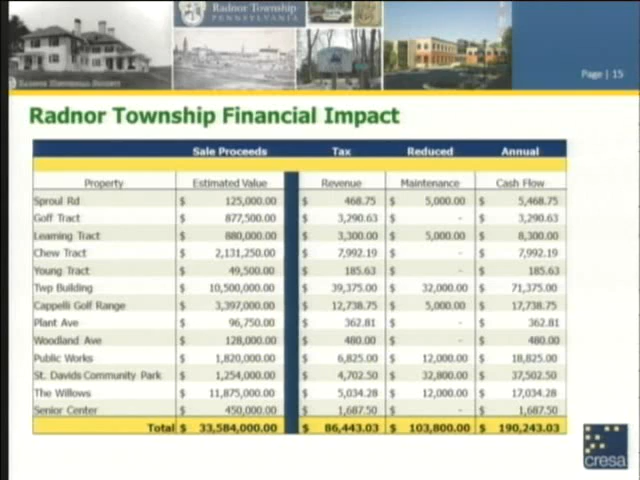 Radnor Township
PENNSYLVANIA
Page | 15
Radnor Township Financial Impact
Sale Proceeds Tax Reduced Annual
Property Estimated Value Revenue Maintenance Cash Flow
Sproul Rd $ 125,000.00 $ 468.75 $ 5,000.00 $ 5,468.75
Goff Tract $ 877,500.00 $ 3,290.63 $ - $ 3,290.63
Learning Tract $ 880,000.00 $ 3,300.00 $ 5,000.00 $ 8,300.00
Chew Tract $ 2,131,250.00 $ 7,992.19 $ - $ 7,992.19
Young Tract $ 49,500.00 $ 185.63 $ - $ 185.63
Twp Building $ 10,500,000.00 $ 39,375.00 $ 32,000.00 $ 71,375.00
Cappelli Golf Range $ 3,397,000.00 $ 12,738.75 $ 5,000.00 $ 17,738.75
Plant Ave $ 96,750.00 $ 362.81 $ - $ 362.81
Woodland Ave $ 128,000.00 $ 480.00 $ - $ 480.00
Public Works $ 1,820,000.00 $ 6,825.00 $ 12,000.00 $ 18,825.00
St. Davids Community Park $ 1,254,000.00 $ 4,702.50 $ 32,800.00 $ 37,502.50
The Willows $ 11,875,000.00 $ 5,034.28 $ 12,000.00 $ 17,034.28
Senior Center $ 450,000.00 $ 1,687.50 $ - $ 1,687.50
Total $ 33,584,000.00 $ 86,443.03 $ 103,800.00 $ 190,243.03
cresa